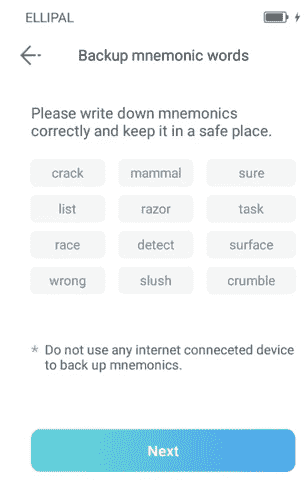 ELLIPAL
Backup mnemonic words
Please write down mnemonics
correctly and keep it in a safe place.
crack mammal sure
list razor task
race detect surface
wrong slush crumble
* Do not use any internet conneceted device
to back up mnemonics.
Next